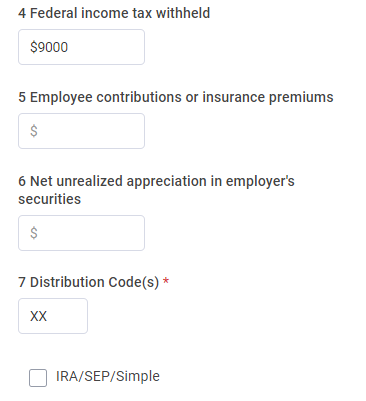 4 Federal income tax withheld
$9000
5 Employee contributions or insurance premiums
$
6 Net unrealized appreciation in employer's
securities
$
7 Distribution Code(s) *
XX
IRA/SEP/Simple